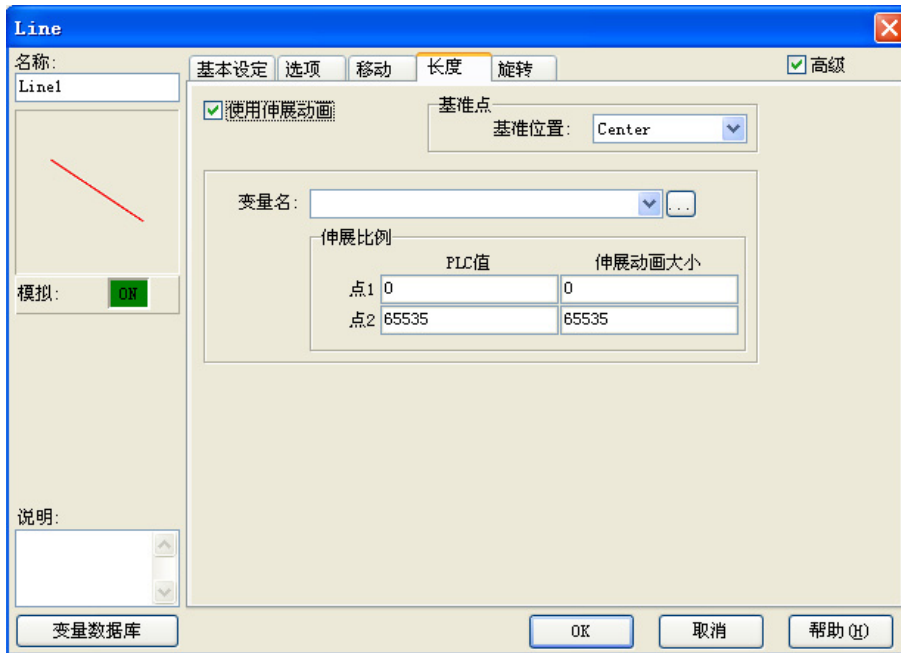 Line
名称:
Line1
基本设定 选项 移动 长度 旋转
高级
使用伸展动画
基准点
基准位置: Center
变量名: ...
伸展比例
PLC值 伸展动画大小
点1 0 0
点2 65535 65535
模拟: ON
说明:
变量数据库
OK 取消 帮助(H)